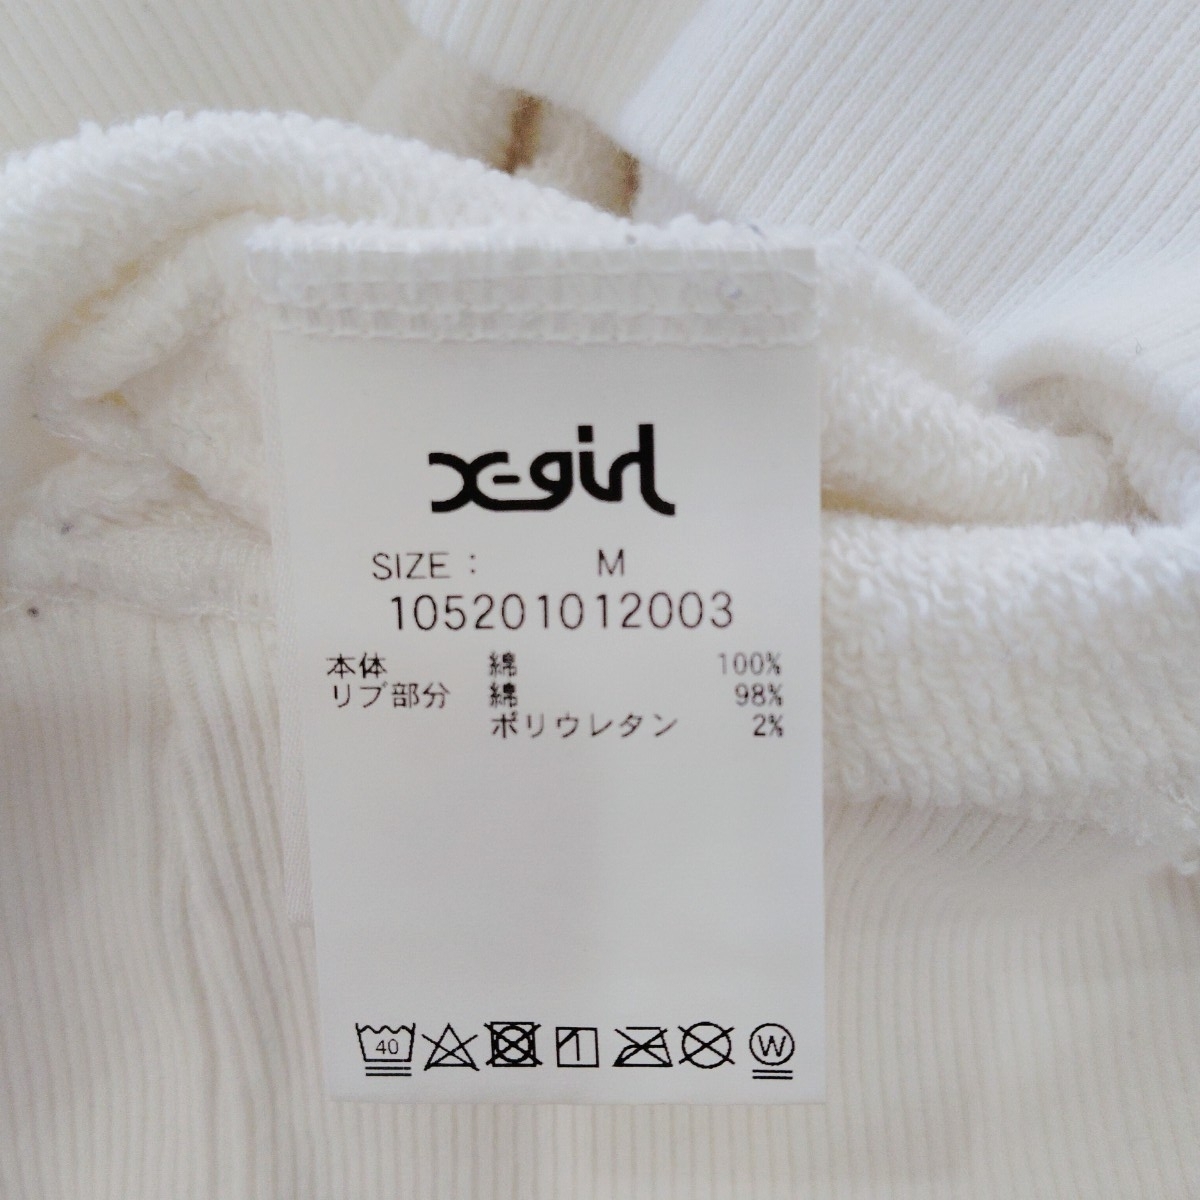 X-girl
SIZE : M
105201012003
本体 綿 100%
リブ部分 綿 98%
ポリウレタン 2%
40 W